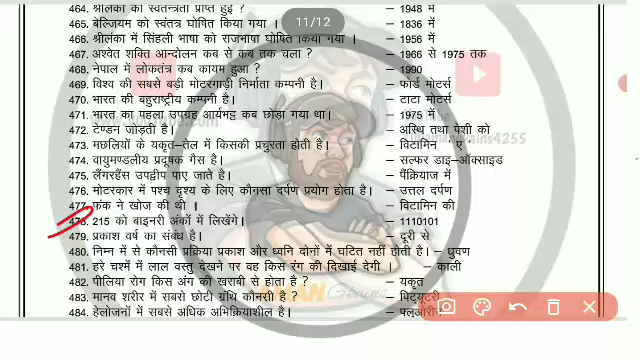 464. श्रीलंका को स्वतंत्रता प्राप्त हुई ? – 1948 में
465. बेल्जियम को स्वतंत्र घोषित किया गया । – 1836 में
11/12
466. श्रीलंका में सिंहली भाषा को राजभाषा घोषित किया गया । – 1956 में
467. अश्वेत शक्ति आन्दोलन कब से कब तक चला ? – 1966 से 1975 तक
468. नेपाल में लोकतंत्र कब कायम हुआ ? – 1990
469. विश्व की सबसे बड़ी मोटरगाड़ी निर्माता कम्पनी है। – फोर्ड मोटर्स
470. भारत की बहुराष्ट्रीय कम्पनी है। – टाटा मोटर्स
471. भारत का पहला उपग्रह आर्यभट्ट कब छोड़ा गया था। – 1975 में
472. टेण्डन जोड़ती है। – अस्थि तथा पेशी को
473. मछलियों के यकृत-तेल में किसकी प्रचुरता होती है। – विटामिन ए
474. वायुमण्डलीय प्रदूषक गैस है। – सल्फर डाइ-ऑक्साइड
475. लैंगरहैंस उपद्वीप पाए जाते है। – पैंक्रियाज में
476. मोटरकार में पश्च दृश्य के लिए कौनसा दर्पण प्रयोग होता है। – उत्तल दर्पण
477. फंक ने खोज की थी । – विटामिन की
478. 215 को बाइनरी अंकों में लिखेंगे। – 1110101
479. प्रकाश वर्ष का संबंध है। – दूरी से
480. निम्न में से कौनसी प्रक्रिया प्रकाश और ध्वनि दोनों में घटित नहीं होती है। – ध्रुवण
481. हरे चश्में में लाल वस्तु देखने पर वह किस रंग की दिखाई देगी । – काली
482. पीलिया रोग किस अंग की खराबी से होता है ? – यकृत
483. मानव शरीर में सबसे छोटी ग्रंथि कौनसी है ? – पिट्यूटरी
484. हेलोजनों में सबसे अधिक अभिक्रियाशील है। – फ्लुओरीन